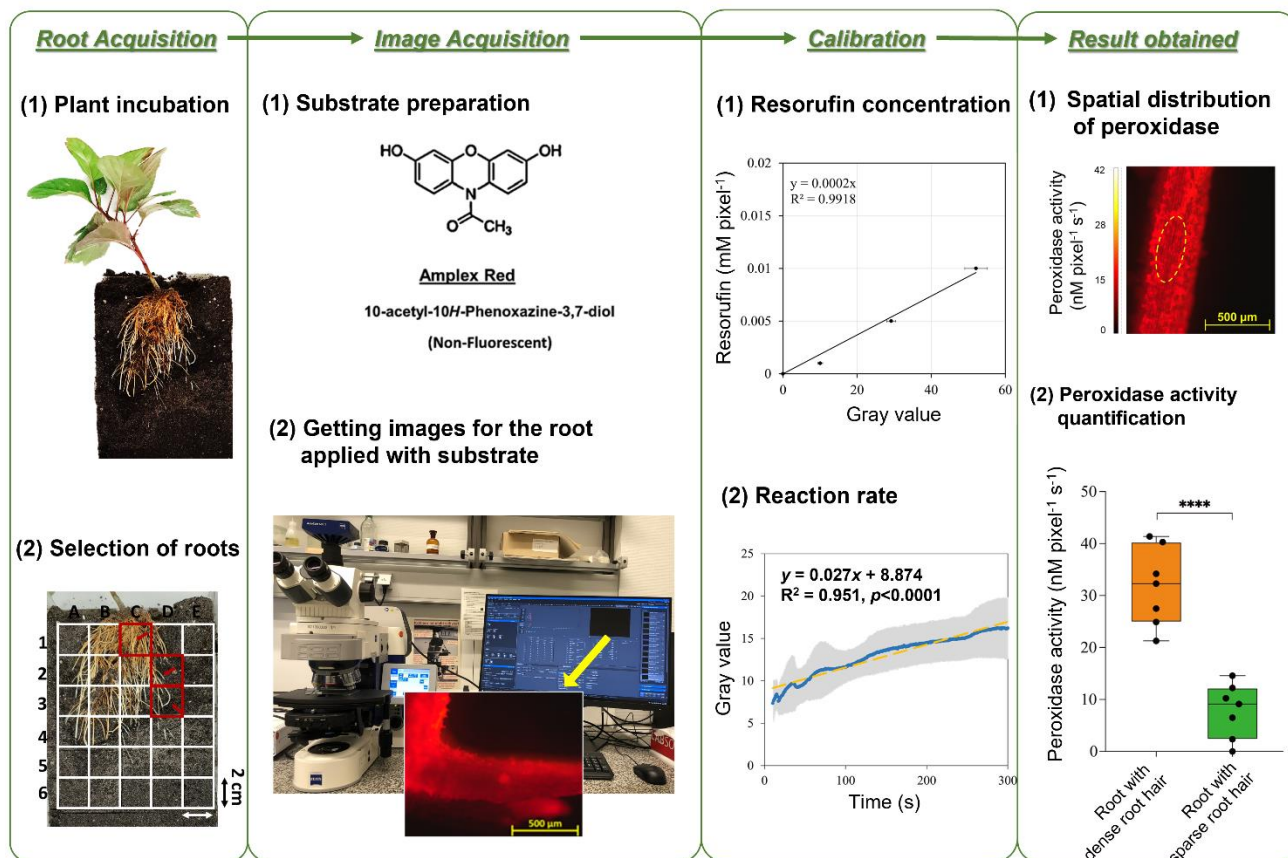 Root Acquisition
Image Acquisition
Calibration
Result obtained
(1) Plant incubation
(2) Selection of roots
A B C D E
1
2
3
4
5
6
2 cm
(1) Substrate preparation
HO
O
OH
N
O
CH3
Amplex Red
10-acetyl-10H-Phenoxazine-3,7-diol
(Non-Fluorescent)
(2) Getting images for the root
applied with substrate
ZEISS
500 µm
(1) Resorufin concentration
y = 0.0002x
R² = 0.9918
Resorufin (mM pixel⁻¹)
0.02
0.015
0.01
0.005
0
0 20 40 60
Gray value
(2) Reaction rate
y = 0.027x + 8.874
R² = 0.951, p<0.0001
Gray value
25
20
15
10
5
0
0 100 200 300
Time (s)
(1) Spatial distribution
of peroxidase
Peroxidase activity
(nM pixel⁻¹ s⁻¹)
42
28
15
0
500 µm
(2) Peroxidase activity
quantification
Peroxidase activity (nM pixel⁻¹ s⁻¹)
50
40
30
20
10
0
****
Root with
dense root hair
Root with
sparse root hair